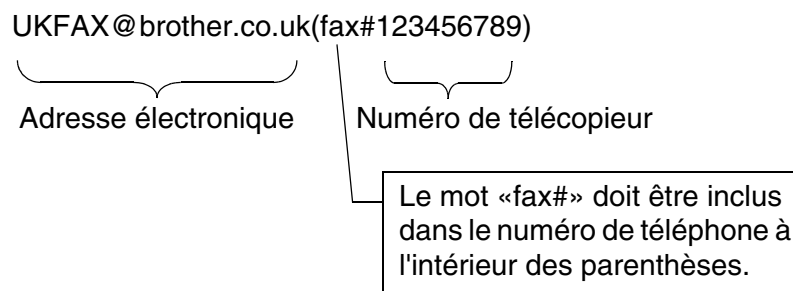 UKFAX@brother.co.uk(fax#123456789)
Adresse électronique
Numéro de télécopieur
Le mot «fax#» doit être inclus
dans le numéro de téléphone à
l'intérieur des parenthèses.